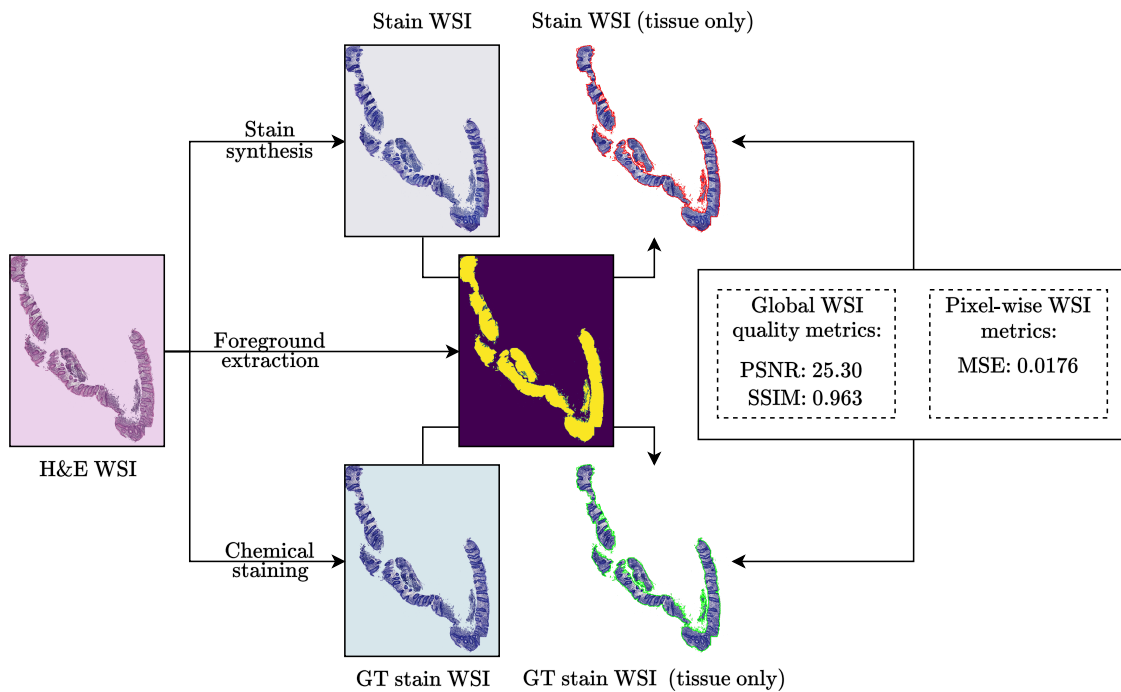 Stain WSI
Stain WSI (tissue only)
Stain
synthesis
Foreground
extraction
H&E WSI
Chemical
staining
GT stain WSI
GT stain WSI (tissue only)
Global WSI
quality metrics:
PSNR: 25.30
SSIM: 0.963
Pixel-wise WSI
metrics:
MSE: 0.0176